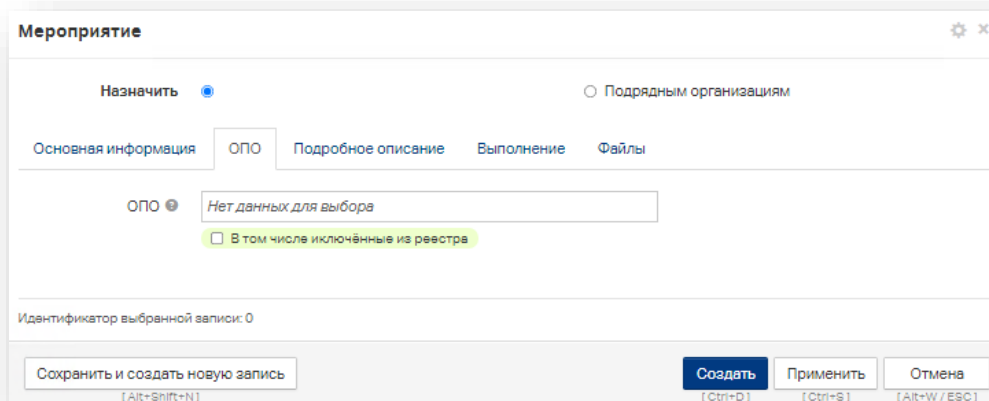 Мероприятие
Назначить Подрядным организациям
Основная информация ОПО Подробное описание Выполнение Файлы
ОПО Нет данных для выбора
В том числе иключённые из реестра
Идентификатор выбранной записи: 0
Сохранить и создать новую запись Создать Применить Отмена
[Alt+Shift+N] [Ctrl+D] [Ctrl+S] [Alt+W / ESC]